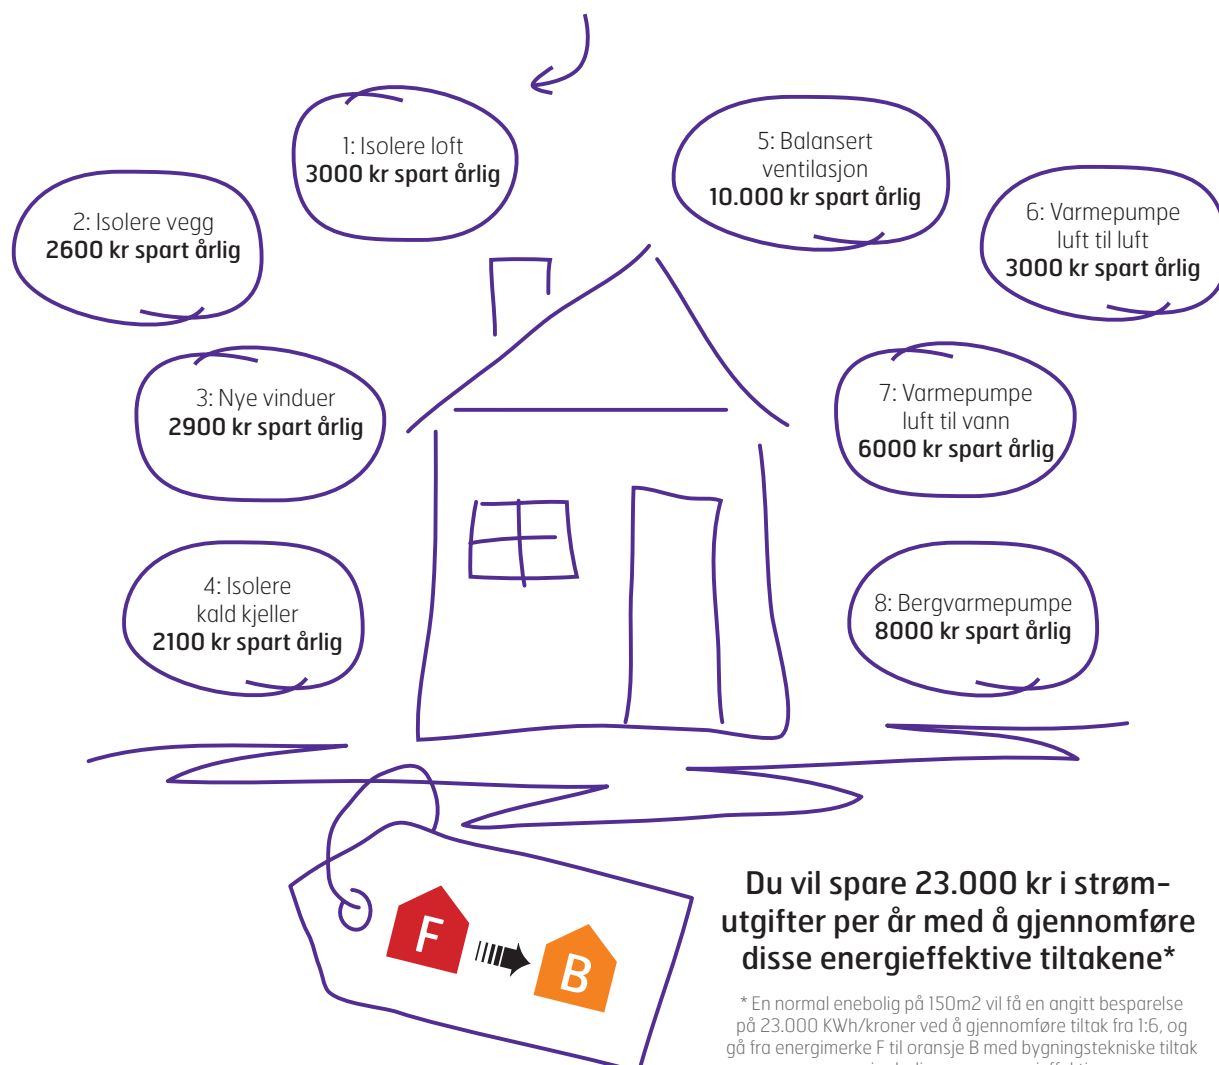 1: Isolere loft
3000 kr spart årlig
2: Isolere vegg
2600 kr spart årlig
3: Nye vinduer
2900 kr spart årlig
4: Isolere
kald kjeller
2100 kr spart årlig
5: Balansert
ventilasjon
10.000 kr spart årlig
6: Varmepumpe
luft til luft
3000 kr spart årlig
7: Varmepumpe
luft til vann
6000 kr spart årlig
8: Bergvarmepumpe
8000 kr spart årlig
F
B
Du vil spare 23.000 kr i strøm-
utgifter per år med å gjennomføre
disse energieffektive tiltakene*
* En normal enebolig på 150m2 vil få en angitt besparelse
på 23.000 KWh/kroner ved å gjennomføre tiltak fra 1:6, og
gå fra energimerke F til oransje B med bygningstekniske tiltak